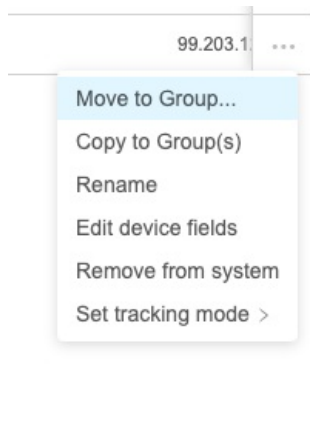 99.203.1
Move to Group...
Copy to Group(s)
Rename
Edit device fields
Remove from system
Set tracking mode >